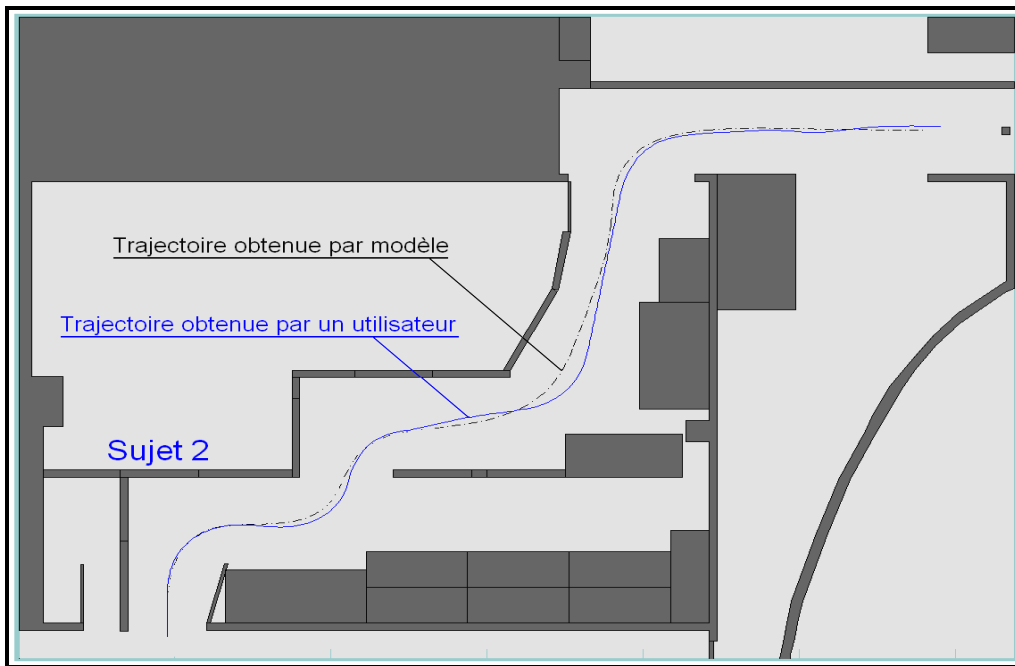 Trajectoire obtenue par modèle
Trajectoire obtenue par un utilisateur
Sujet 2